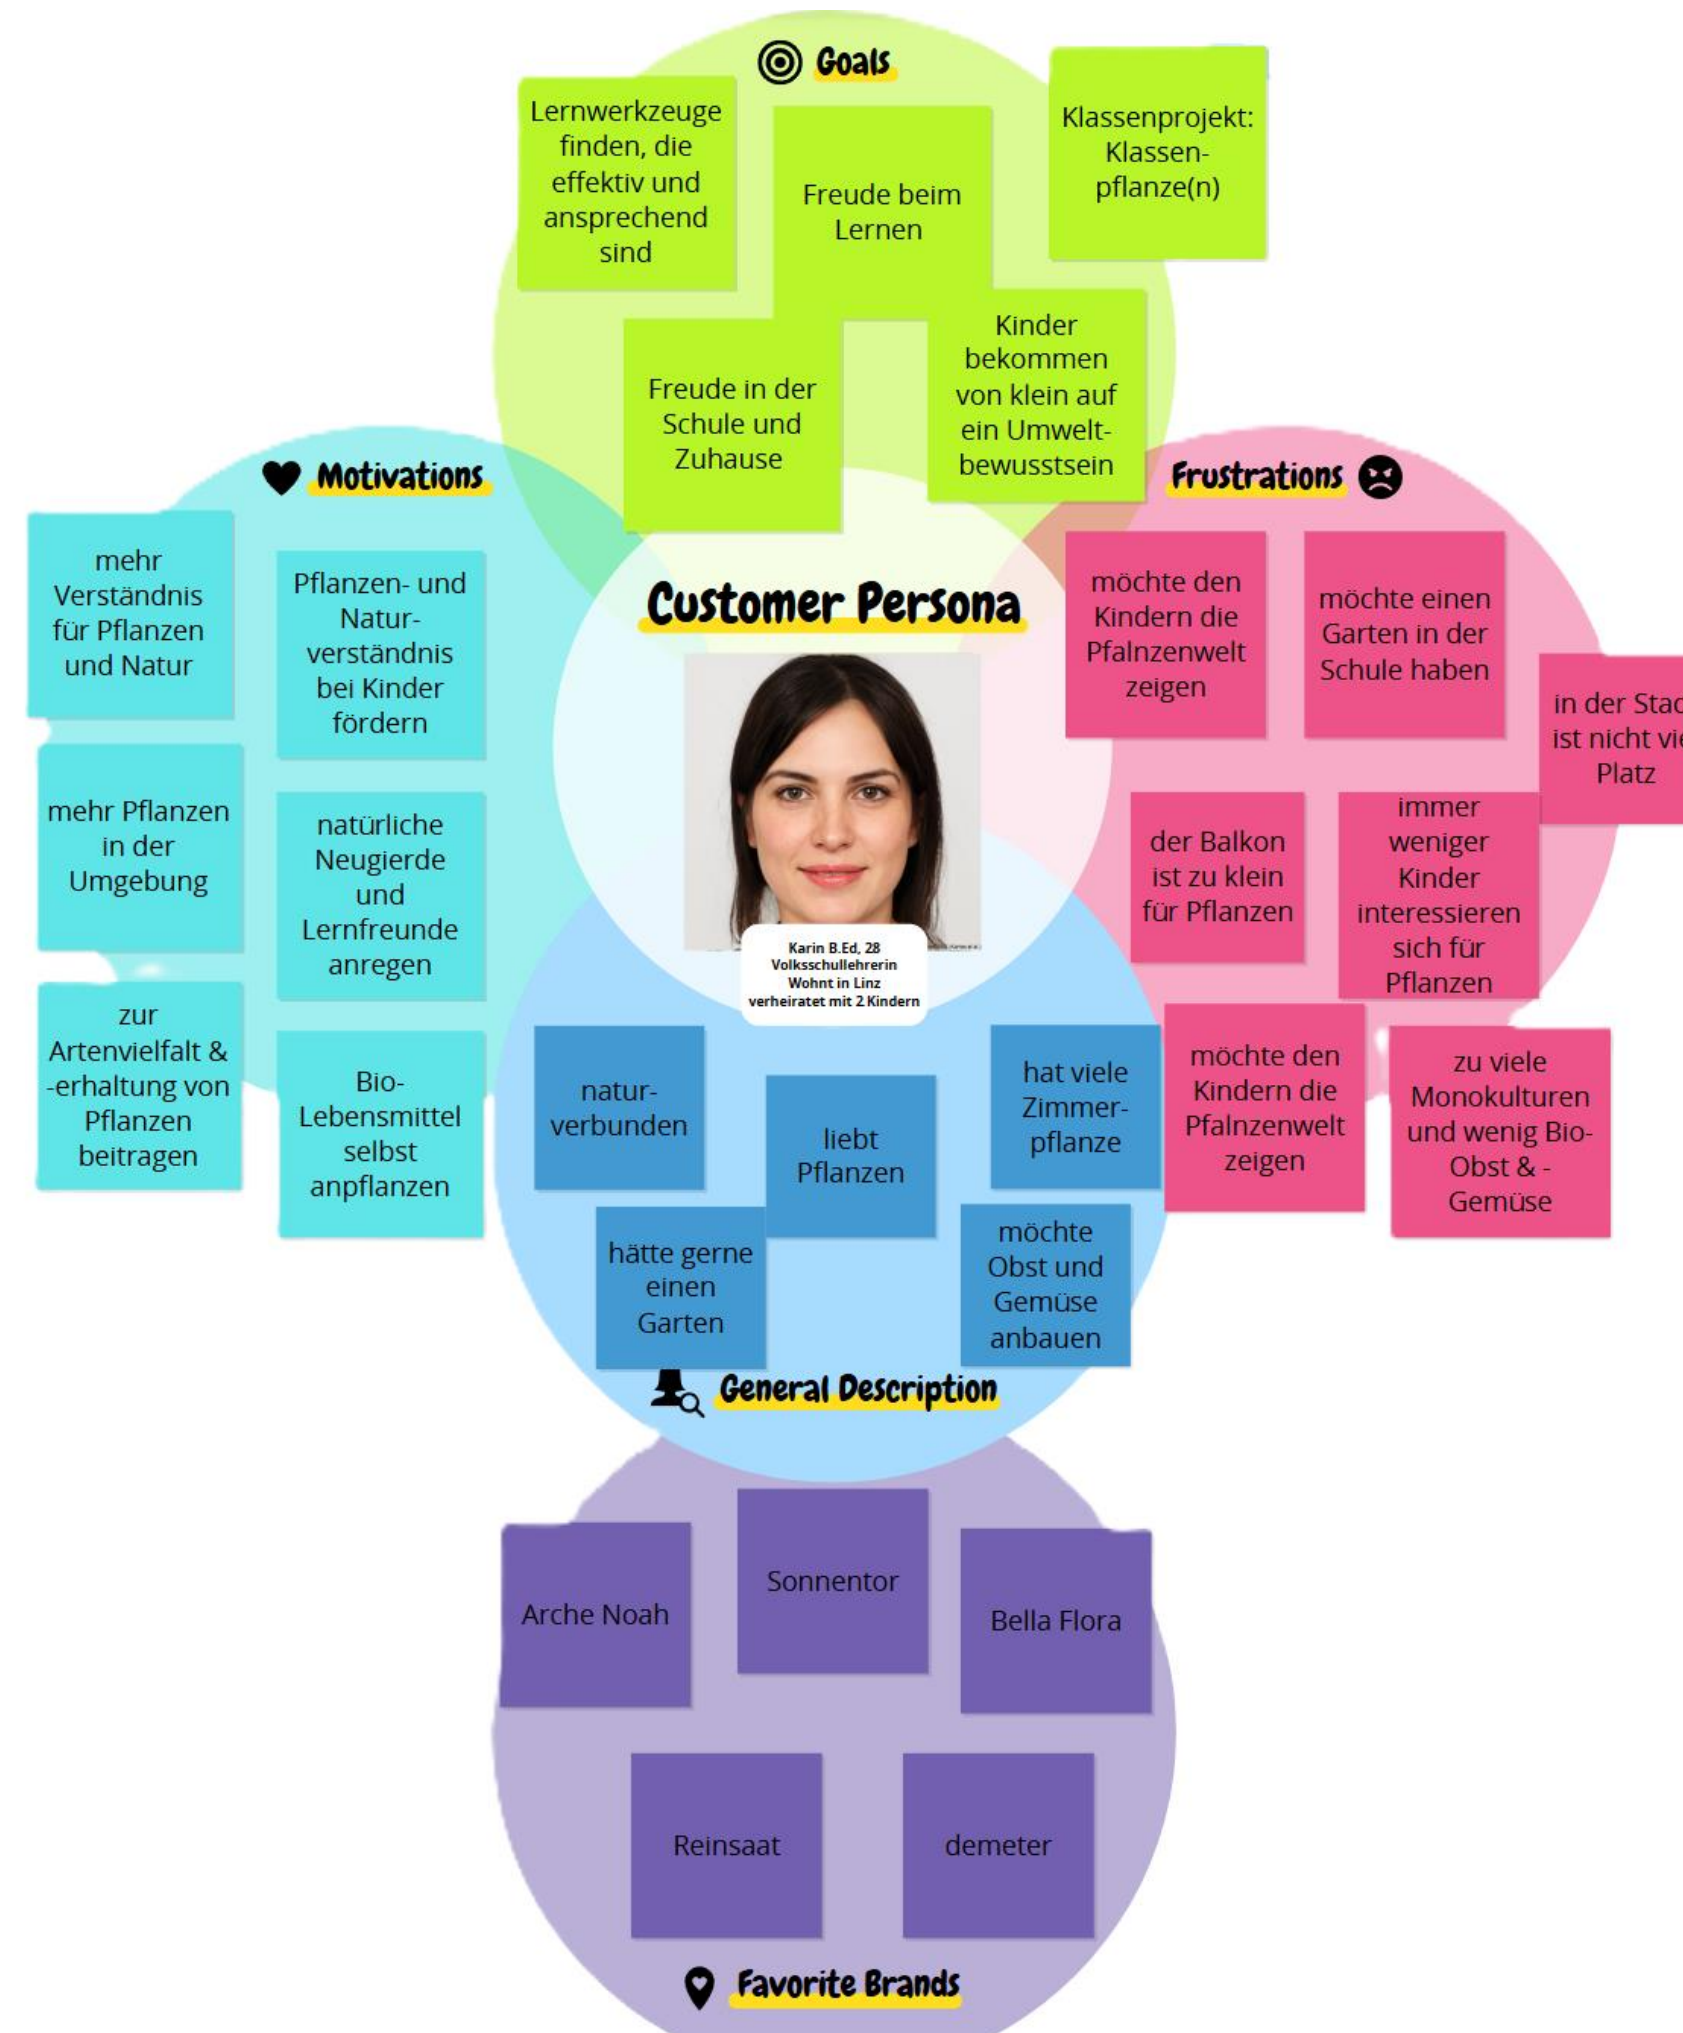 Goals
Lernwerkzeuge
finden, die
effektiv und
ansprechend
sind
Freude beim
Lernen
Klassenprojekt:
Klassen-
pflanze(n)
Freude in der
Schule und
Zuhause
Kinder
bekommen
von klein auf
ein Umwelt-
bewusstsein
Motivations
mehr
Verständnis
für Pflanzen
und Natur
Pflanzen- und
Natur-
verständnis
bei Kinder
fördern
mehr Pflanzen
in der
Umgebung
natürliche
Neugierde
und
Lernfreunde
anregen
zur
Artenvielfalt &
-erhaltung von
Pflanzen
beitragen
Bio-
Lebensmittel
selbst
anpflanzen
Customer Persona
Karin B.Ed, 28
Volksschullehrerin
Wohnt in Linz
verheiratet mit 2 Kindern
Frustrations
möchte den
Kindern die
Pfalnzenwelt
zeigen
möchte einen
Garten in der
Schule haben
in der
ist nicht
Platz
der Balkon
ist zu klein
für Pflanzen
immer
weniger
Kinder
interessieren
sich für
Pflanzen
möchte den
Kindern die
Pfalnzenwelt
zeigen
zu viele
Monokulturen
und wenig Bio-
Obst & -
Gemüse
natur-
verbunden
liebt
Pflanzen
hat viele
Zimmer-
pflanze
hätte gerne
einen
Garten
möchte
Obst und
Gemüse
anbauen
General Description
Arche Noah
Sonnentor
Bella Flora
Reinsaat
demeter
Favorite Brands